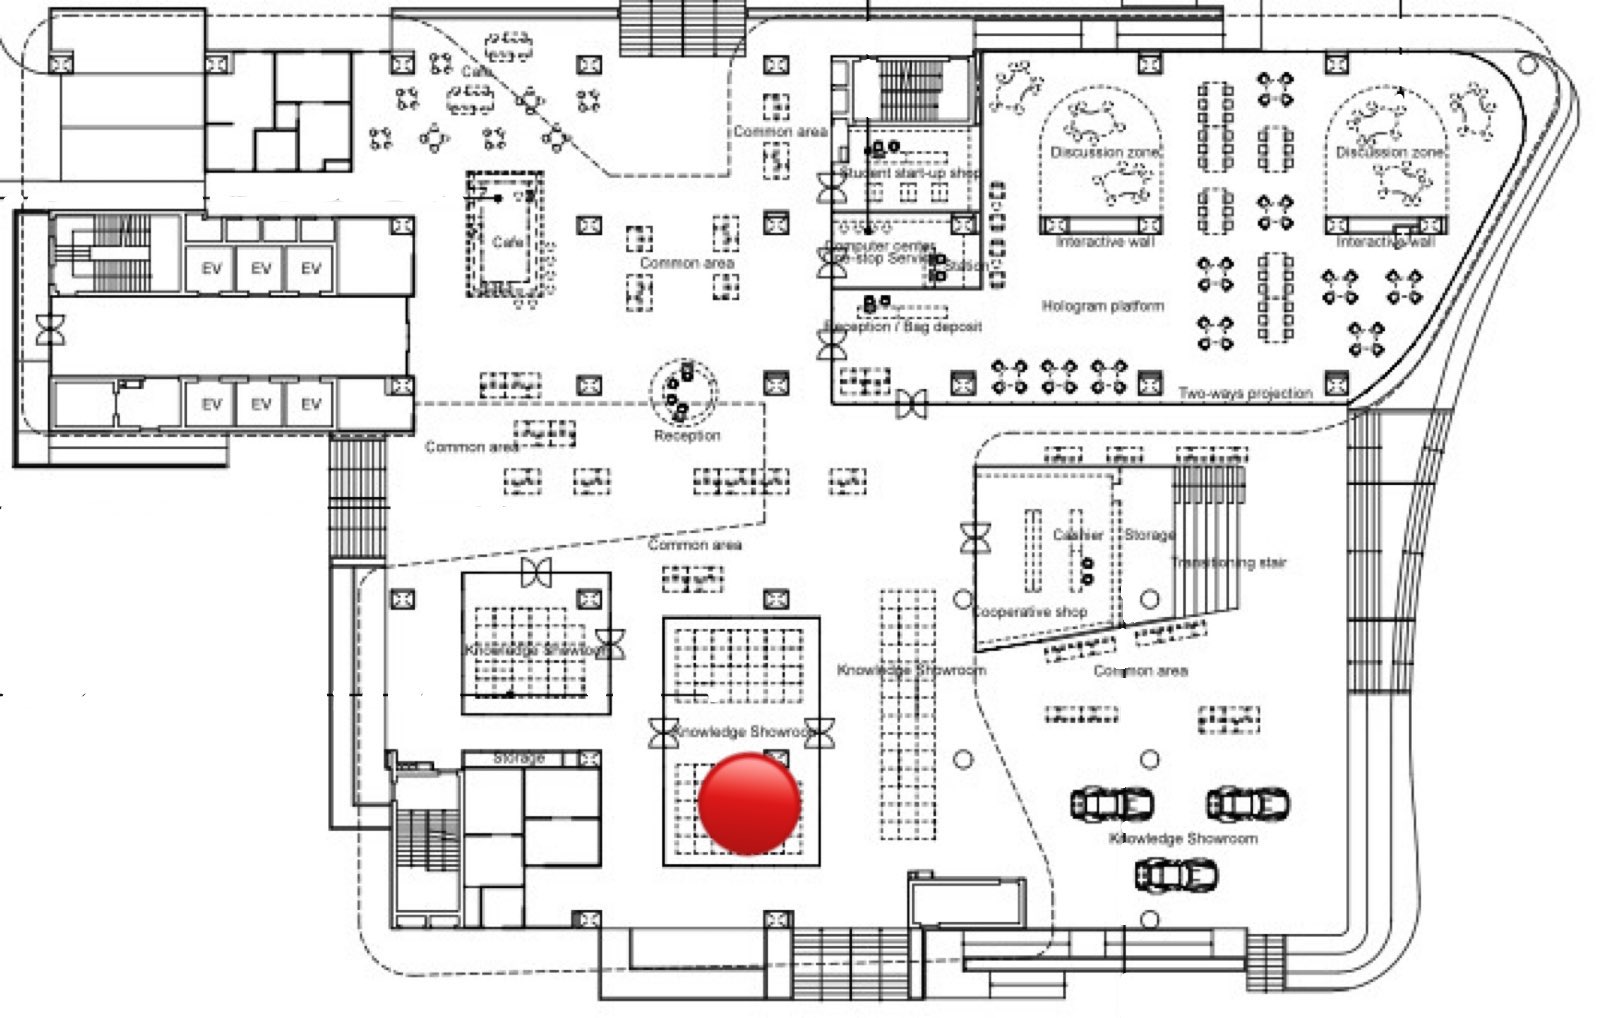 Cafe
Common area
Discussion zone
Discussion zone
Student start-up shop
Cafe
Computer center
Interactive wall
Interactive wall
Common area
Station
EV
EV
EV
Hologram platform
Reception / Bag deposit
Two-ways projection
EV
EV
EV
Reception
Common area
Cashier
Storage
Common area
Transitioning stair
Cooperative shop
Knowledge Showroom
Knowledge Showroom
Common area
Knowledge Showroom
Storage
Knowledge Showroom